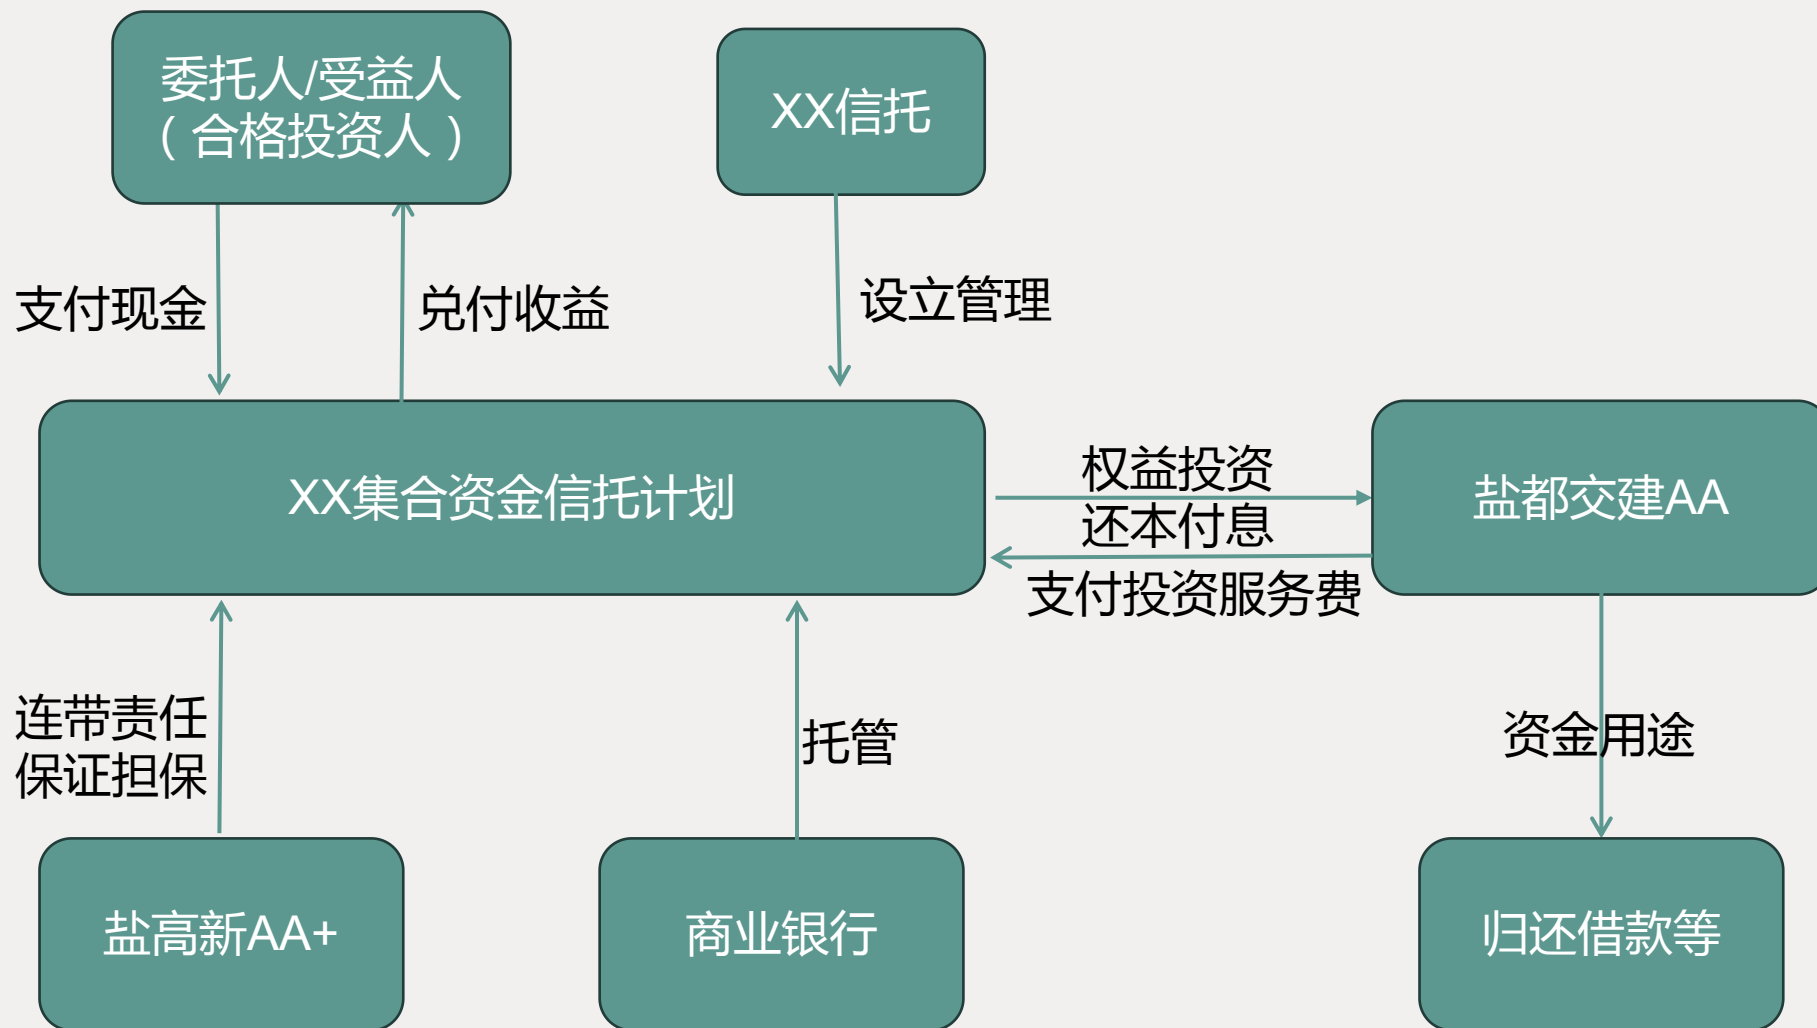 委托人/受益人
（合格投资人）
XX信托
支付现金
兑付收益
设立管理
XX集合资金信托计划
权益投资
还本付息
支付投资服务费
盐都交建AA
连带责任
保证担保
托管
资金用途
盐高新AA+
商业银行
归还借款等